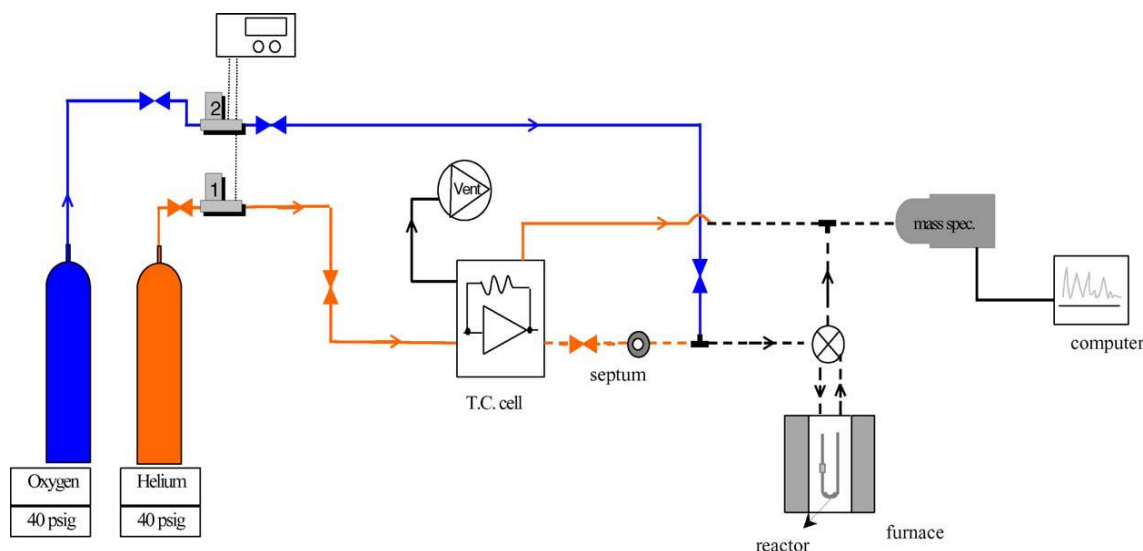 2
1
Vent
mass spec.
computer
septum
T.C. cell
Oxygen
40 psig
Helium
40 psig
furnace
reactor